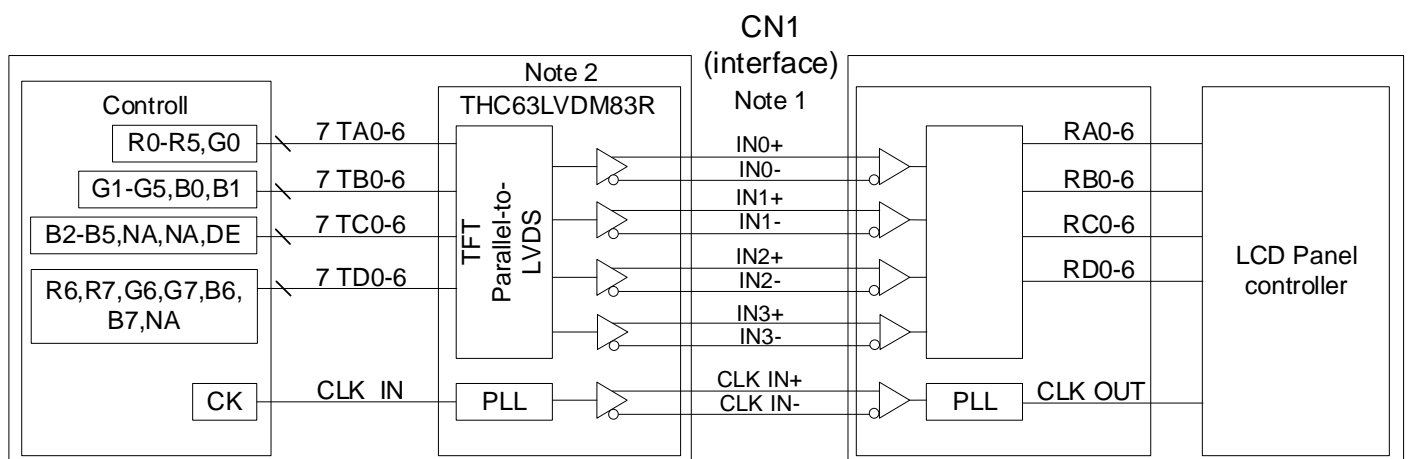 CN1
(interface)
Note 1
Note 2
THC63LVDM83R
Controll
R0-R5,G0
G1-G5,B0,B1
B2-B5,NA,NA,DE
R6,R7,G6,G7,B6,
B7,NA
CK
7 TA0-6
7 TB0-6
7 TC0-6
7 TD0-6
CLK IN
TFT
Parallel-to-
LVDS
PLL
IN0+
IN0-
IN1+
IN1-
IN2+
IN2-
IN3+
IN3-
CLK IN+
CLK IN-
PLL
RA0-6
RB0-6
RC0-6
RD0-6
CLK OUT
LCD Panel
controller